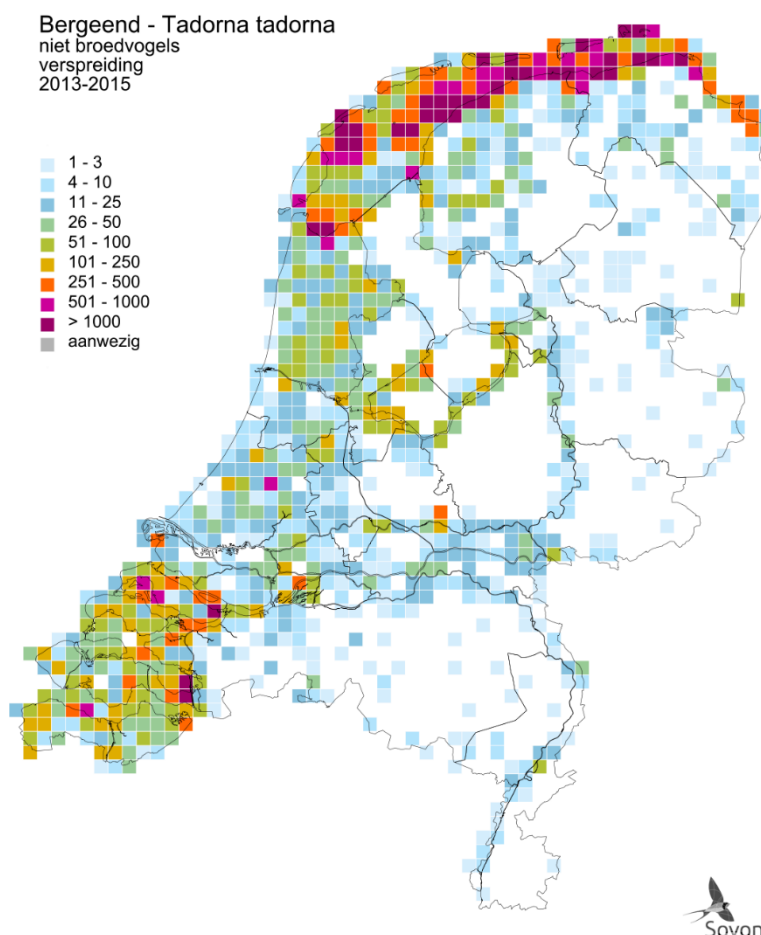 Bergeend - Tadorna tadorna
niet broedvogels
verspreiding
2013-2015
1 - 3
4 - 10
11 - 25
26 - 50
51 - 100
101 - 250
251 - 500
501 - 1000
> 1000
aanwezig
Sovon